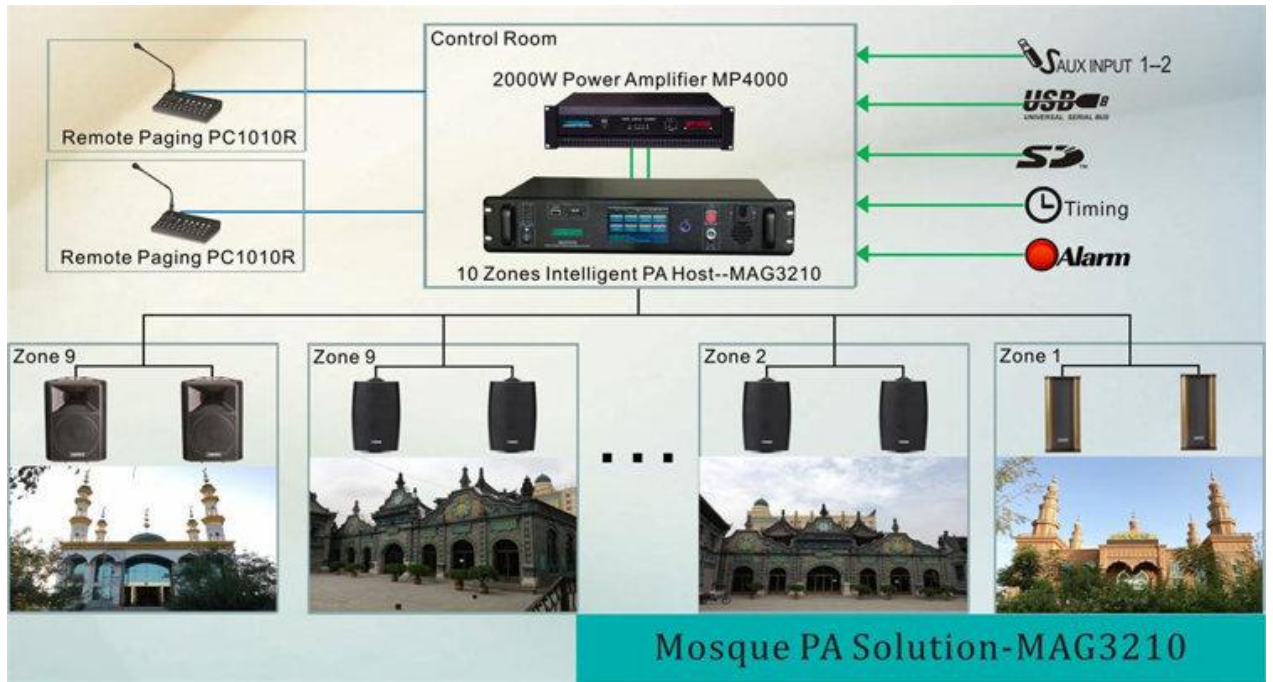 Control Room
2000W Power Amplifier MP4000
10 Zones Intelligent PA Host--MAG3210
Remote Paging PC1010R
Remote Paging PC1010R
AUX INPUT 1–2
USB
UNIVERSAL SERIAL BUS
SD
TM
Timing
Alarm
Zone 9
Zone 9
Zone 2
Zone 1
...
Mosque PA Solution-MAG3210